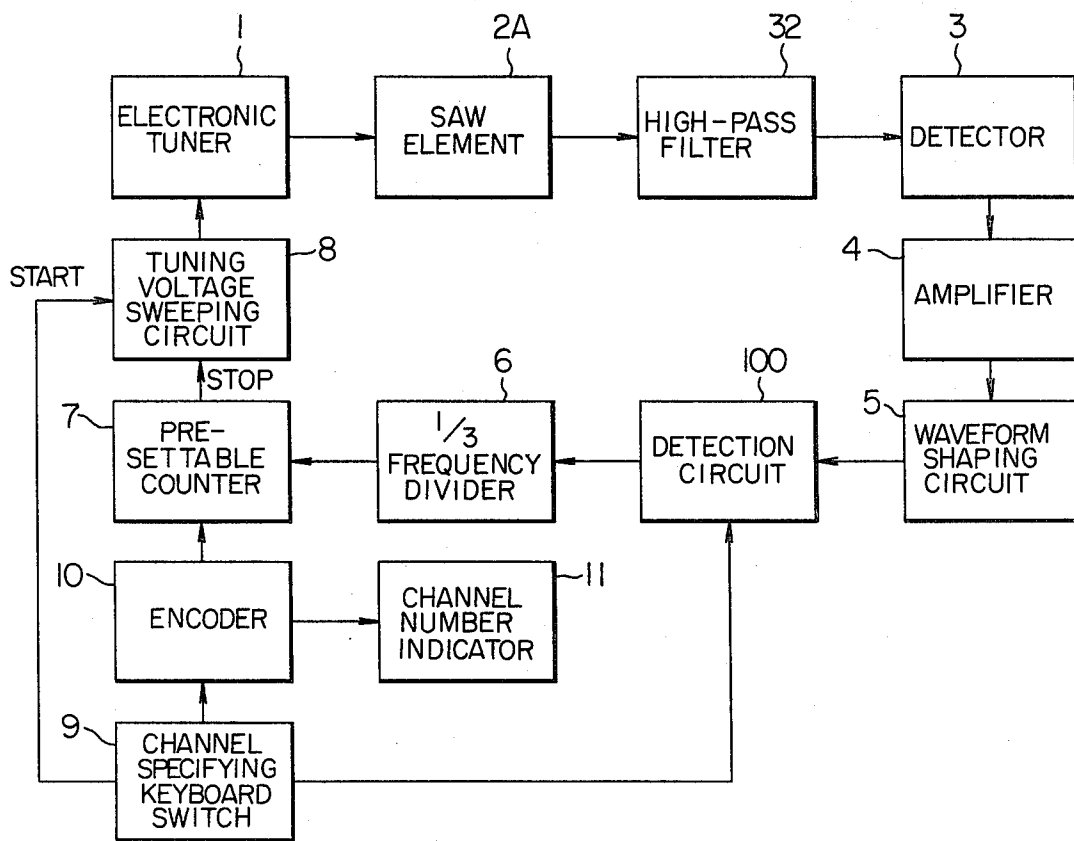 1
2A
32
3
ELECTRONIC
TUNER
SAW
ELEMENT
HIGH-PASS
FILTER
DETECTOR
START
8
TUNING
VOLTAGE
SWEEPING
CIRCUIT
4
AMPLIFIER
STOP
7
PRE-
SETTABLE
COUNTER
6
1/3
FREQUENCY
DIVIDER
100
DETECTION
CIRCUIT
5
WAVEFORM
SHAPING
CIRCUIT
10
ENCODER
11
CHANNEL
NUMBER
INDICATOR
9
CHANNEL
SPECIFYING
KEYBOARD
SWITCH